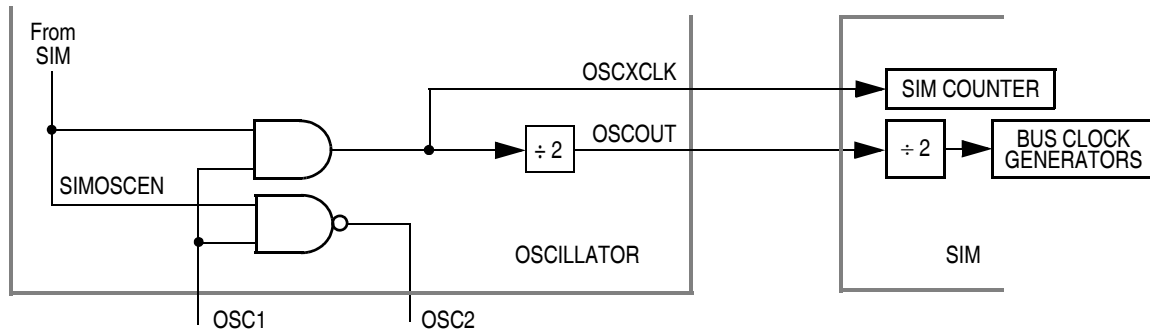 From
SIM
OSCXCLK
SIM COUNTER
OSCOUT
÷ 2
÷ 2
BUS CLOCK
GENERATORS
SIMOSCEN
OSCILLATOR
SIM
OSC1
OSC2